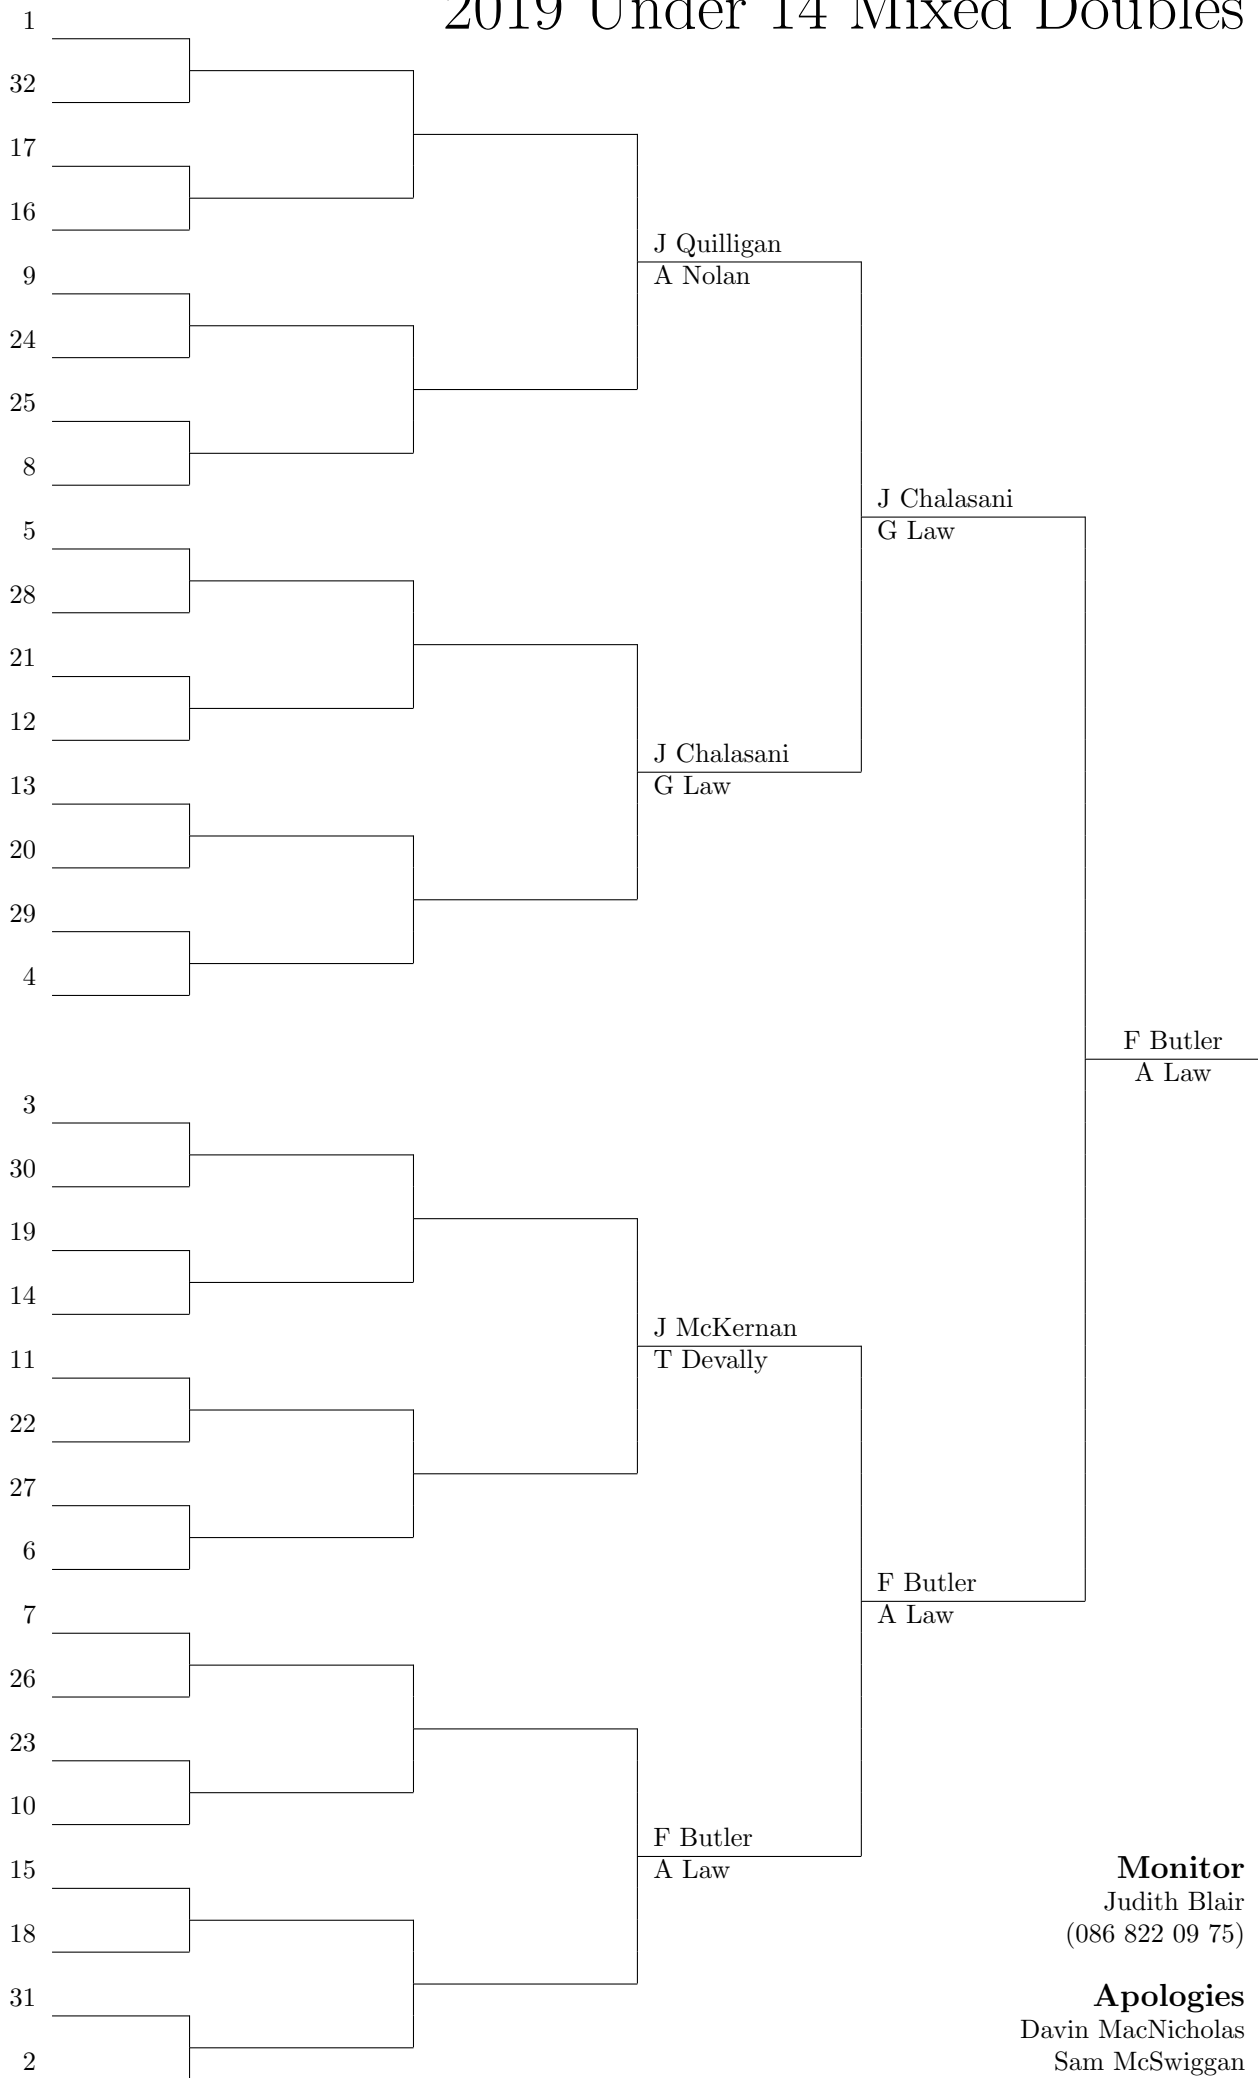 2019 Under 14 Mixed Doubles
1
32
17
16
J Quilligan
A Nolan
9
24
25
8
J Chalasani
G Law
5
28
21
12
J Chalasani
G Law
13
20
29
4
F Butler
A Law
3
30
19
14
J McKernan
T Devally
11
22
27
6
F Butler
A Law
7
26
23
10
F Butler
A Law
15
18
31
2
Monitor
Judith Blair
(086 822 09 75)
Apologies
Davin MacNicholas
Sam McSwiggan